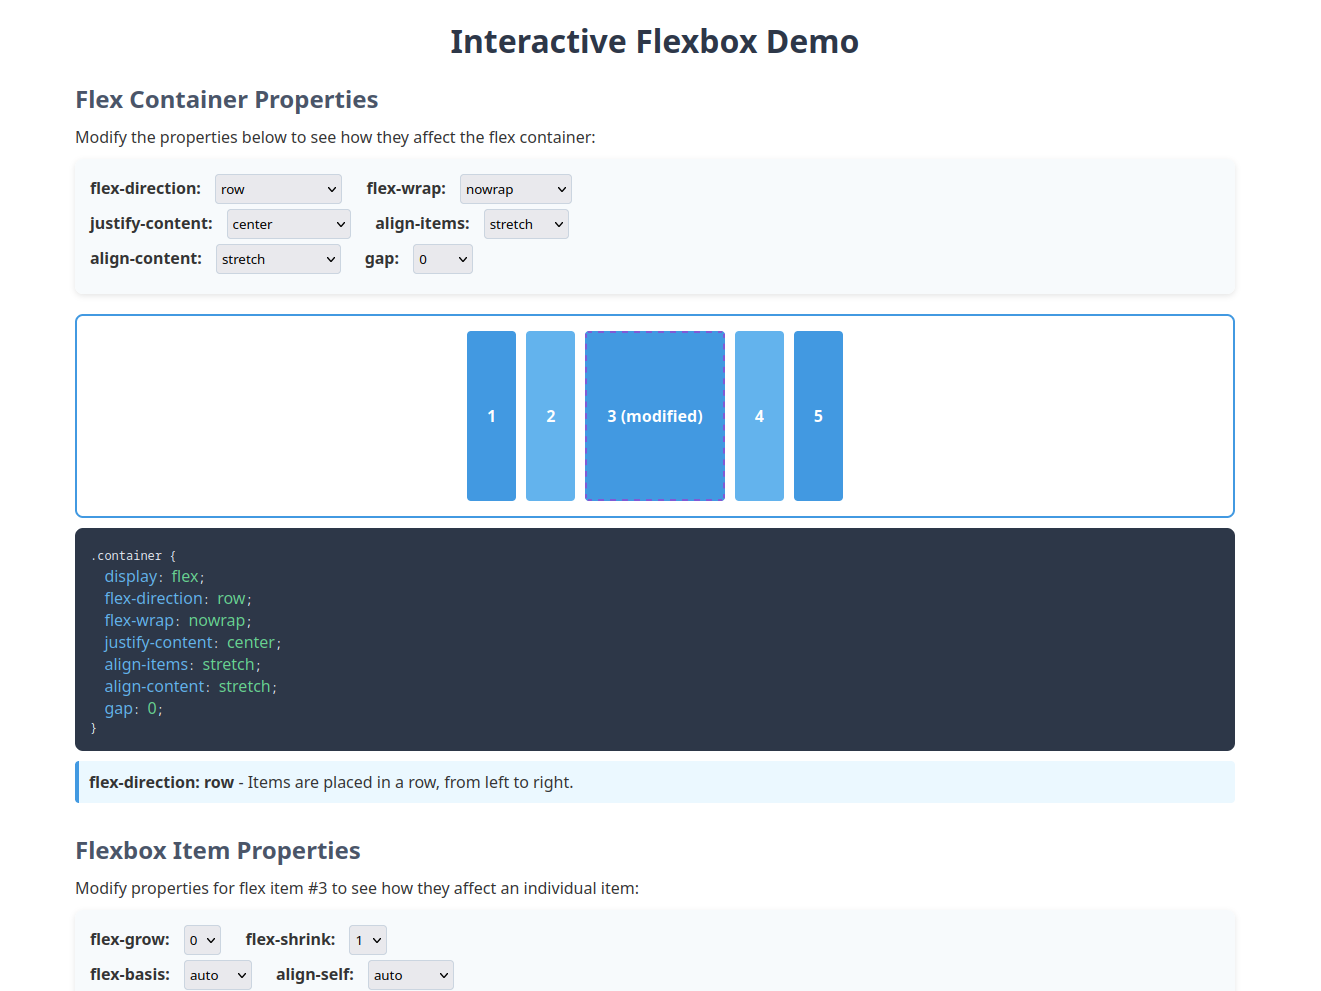 Interactive Flexbox Demo
Flex Container Properties
Modify the properties below to see how they affect the flex container:
flex-direction: row flex-wrap: nowrap
justify-content: center align-items: stretch
align-content: stretch gap: 0
1 2 3 (modified) 4 5
.container {
display: flex;
flex-direction: row;
flex-wrap: nowrap;
justify-content: center;
align-items: stretch;
align-content: stretch;
gap: 0;
}
flex-direction: row - Items are placed in a row, from left to right.
Flexbox Item Properties
Modify properties for flex item #3 to see how they affect an individual item:
flex-grow: 0 flex-shrink: 1
flex-basis: auto align-self: auto